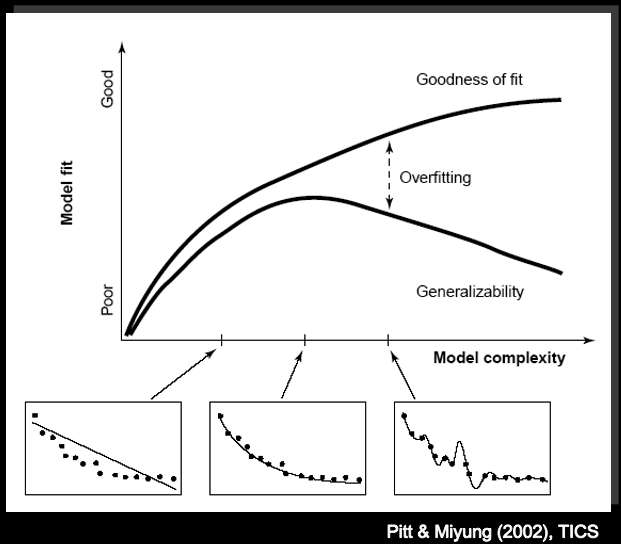 Good
Goodness of fit
Overfitting
Model fit
Poor
Generalizability
Model complexity
Pitt & Miyung (2002), TICS